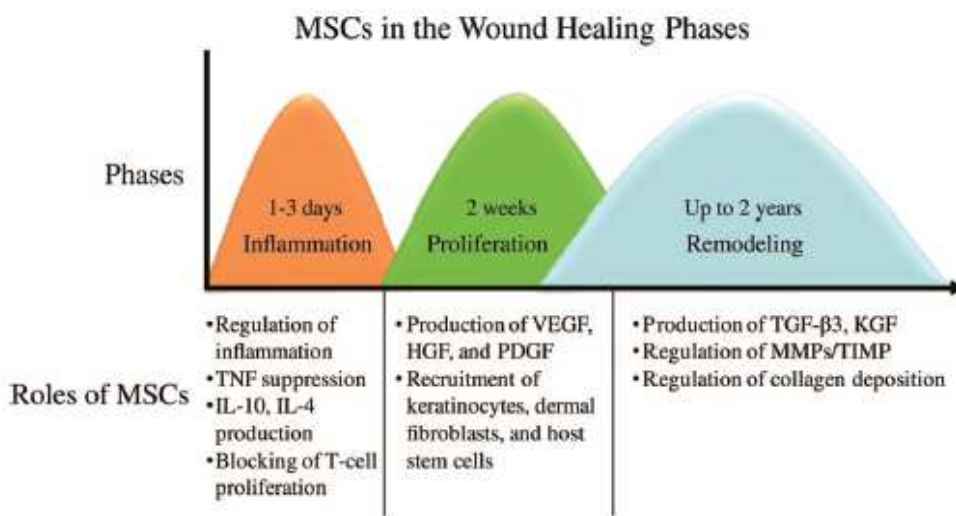 MSCs in the Wound Healing Phases
Phases
1-3 days
Inflammation
2 weeks
Proliferation
Up to 2 years
Remodeling
Roles of MSCs
•Regulation of
inflammation
•TNF suppression
•IL-10, IL-4
production
•Blocking of T-cell
proliferation
•Production of VEGF,
HGF, and PDGF
•Recruitment of
keratinocytes, dermal
fibroblasts, and host
stem cells
•Production of TGF-β3, KGF
•Regulation of MMPs/TIMP
•Regulation of collagen deposition